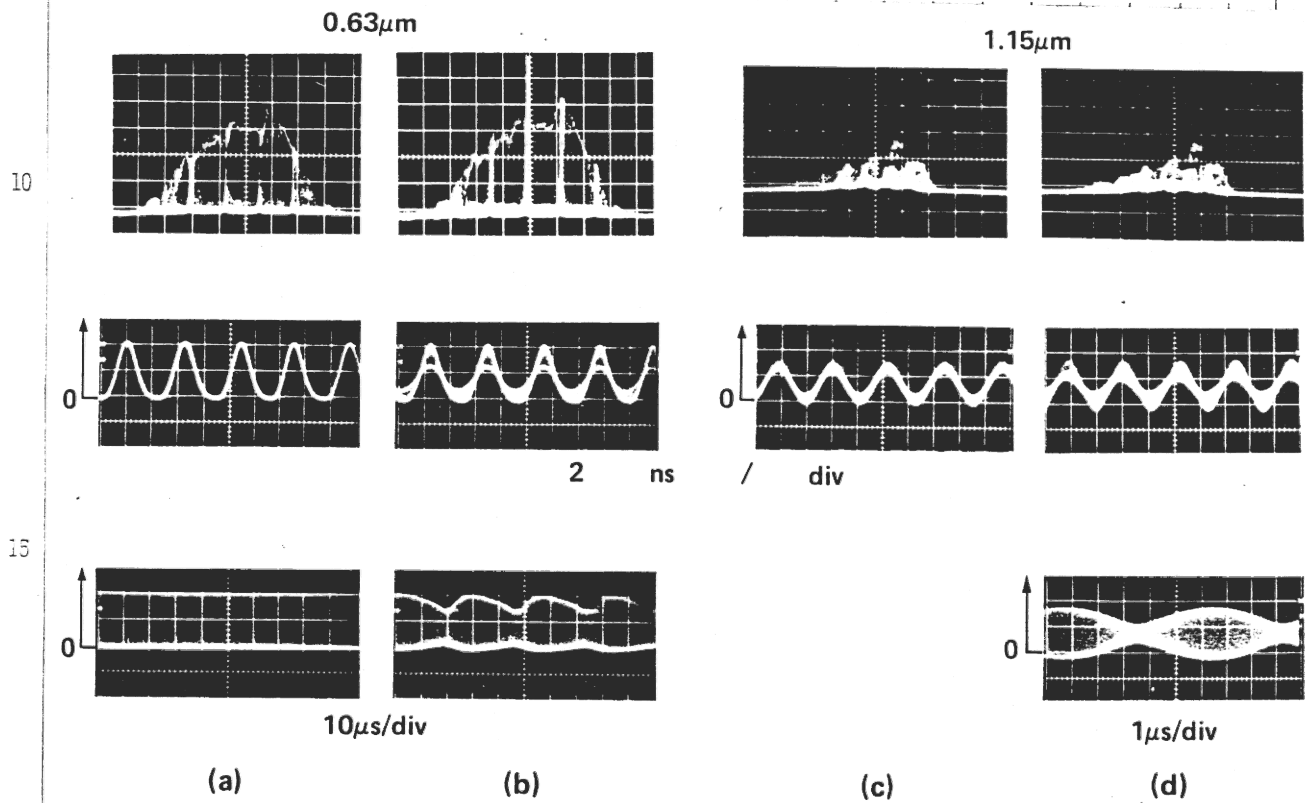 0.63μm
1.15μm
10
0
0
2 ns / div
15
0
0
10μs/div
1μs/div
(a)
(b)
(c)
(d)